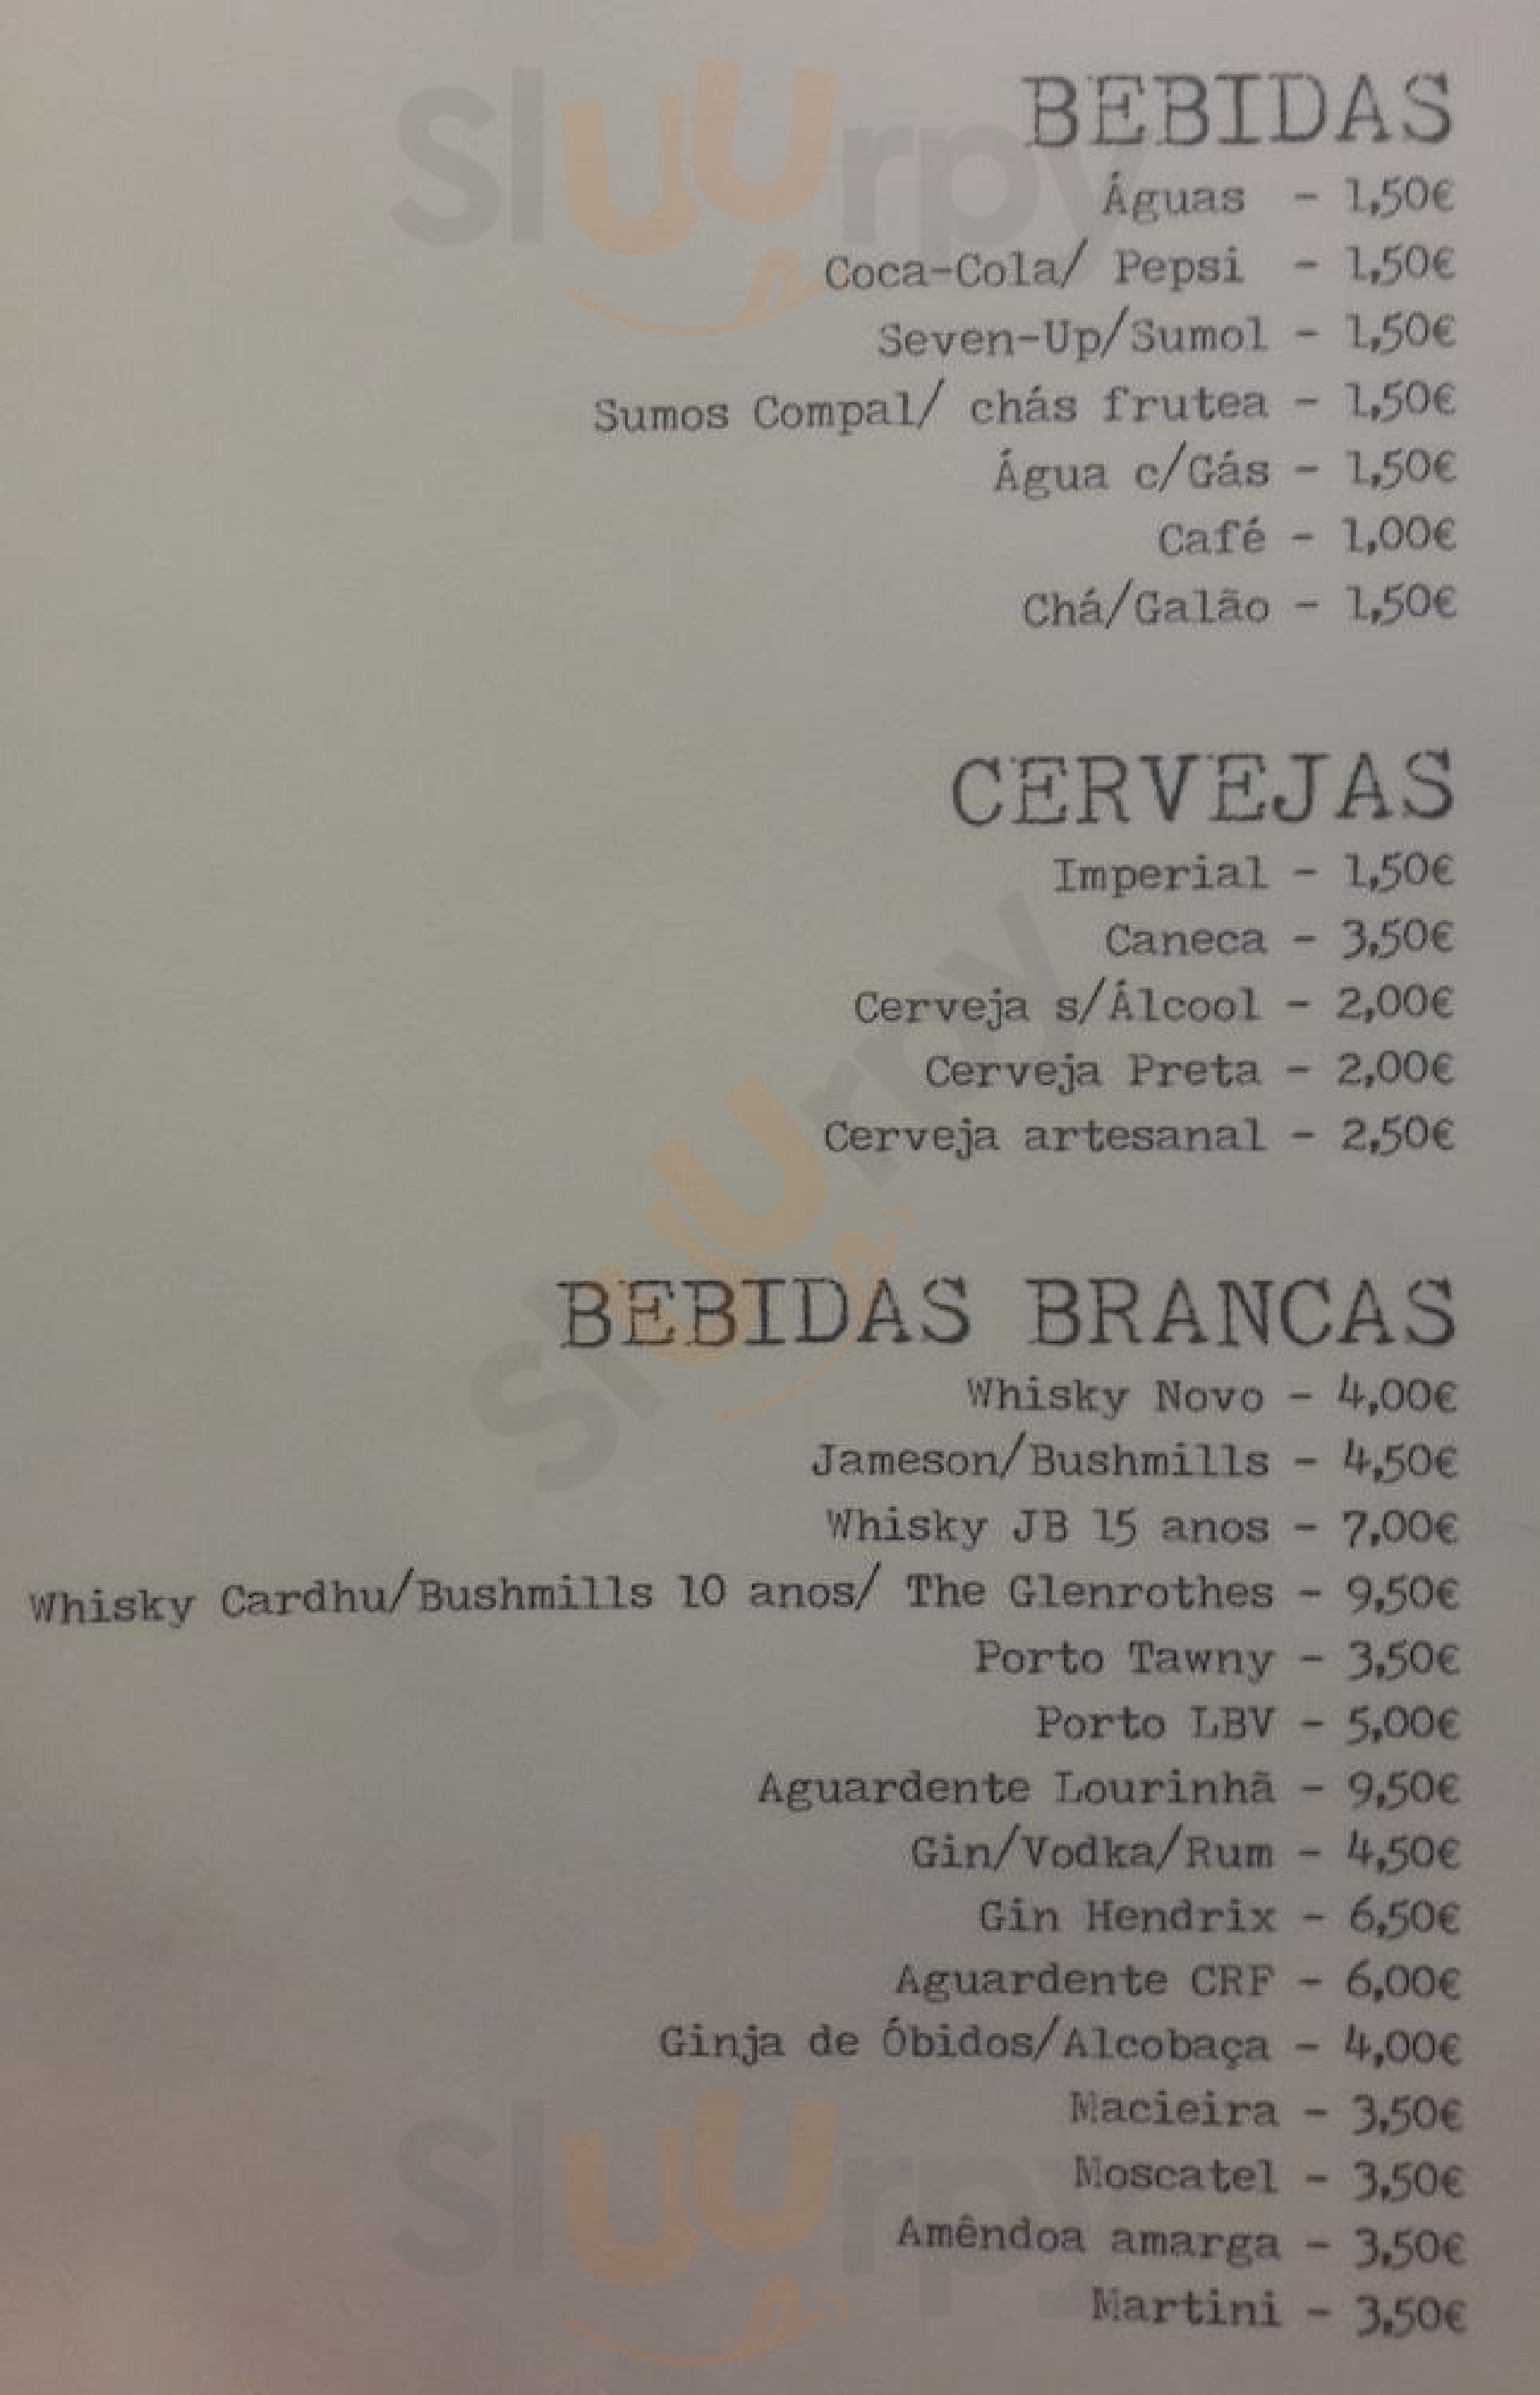 Sluurpy
BEBIDAS
Águas - 1,50€
Coca-Cola/ Pepsi - 1,50€
Seven-Up/Sumol - 1,50€
Sumos Compal/ chás frutea - 1,50€
Água c/Gás - 1,50€
Café - 1,00€
Chá/Galão - 1,50€
CERVEJAS
Imperial - 1,50€
Caneca - 3,50€
Cerveja s/Álcool - 2,00€
Cerveja Preta - 2,00€
Cerveja artesanal - 2,50€
Sluurpy
BEBIDAS BRANCAS
Whisky Novo - 4,00€
Jameson/Bushmills - 4,50€
Whisky JB 15 anos - 7,00€
Whisky Cardhu/Bushmills 10 anos/ The Glenrothes - 9,50€
Porto Tawny - 3,50€
Porto LBV - 5,00€
Aguardente Lourinhã - 9,50€
Gin/Vodka/Rum - 4,50€
Gin Hendrix - 6,50€
Aguardente CRF - 6,00€
Ginja de Óbidos/Alcobaça - 4,00€
Macieira - 3,50€
Moscatel - 3,50€
Sluurpy
Amêndoa amarga - 3,50€
Martini - 3,50€